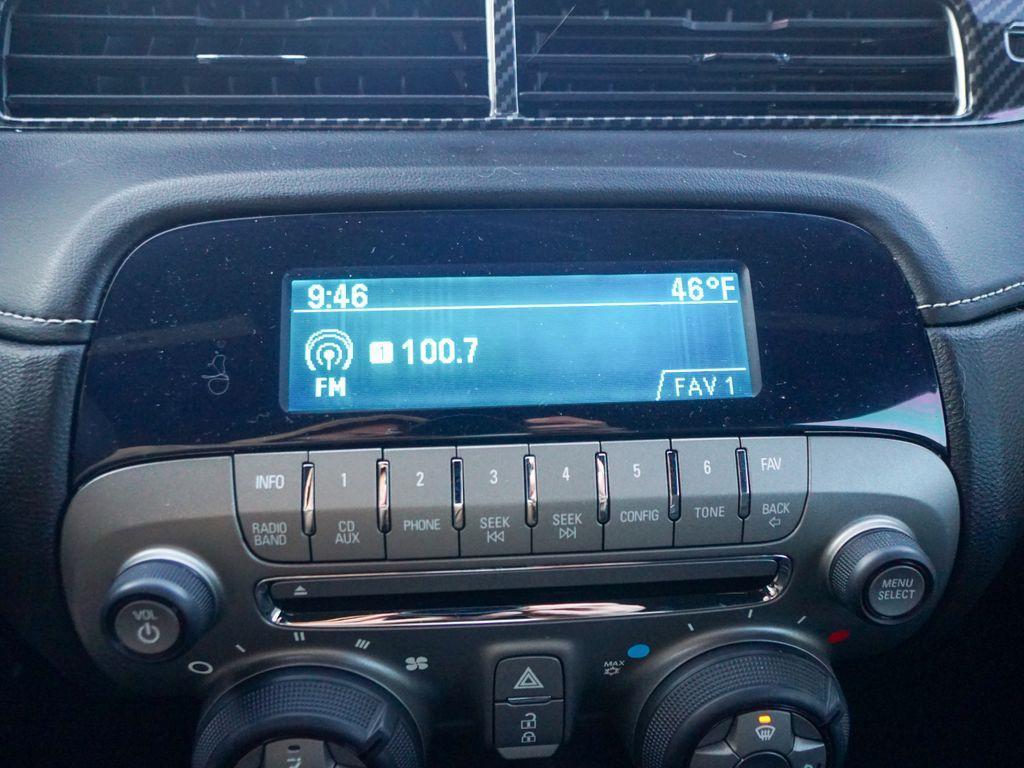 9:46 46°F
1 100.7
FM
FAV 1
INFO 1 2 3 4 5 6 FAV
RADIO BAND CD AUX PHONE SEEK SEEK CONFIG TONE BACK
VOL
MENU SELECT
MAX